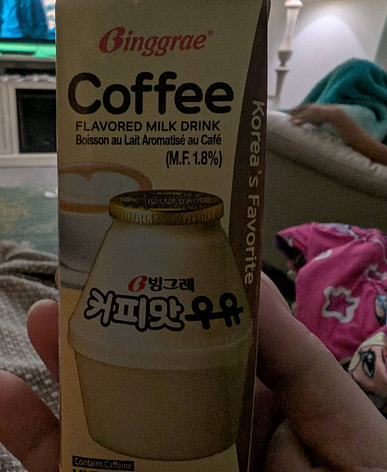 Binggrae®
Coffee
FLAVORED MILK DRINK
Boisson au Lait Aromatisé au Café
(M.F. 1.8%)
Korea's Favorite
빙그레
커피맛우유
Contains Caffeine